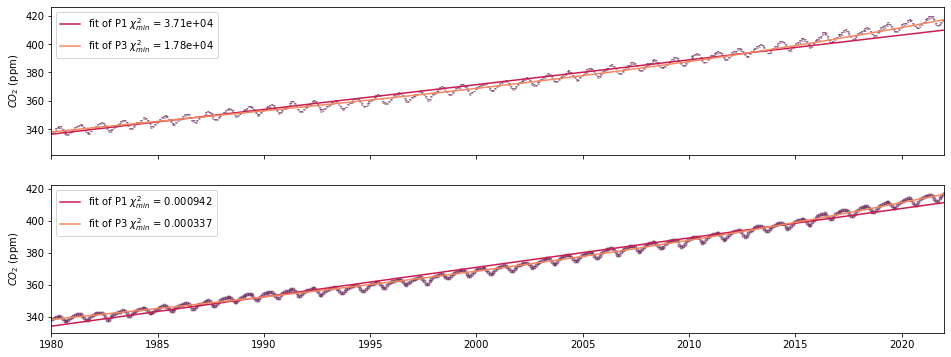 CO₂ (ppm)
420
400
380
360
340
fit of P1 χ²min = 3.71e+04
fit of P3 χ²min = 1.78e+04
CO₂ (ppm)
420
400
380
360
340
fit of P1 χ²min = 0.000942
fit of P3 χ²min = 0.000337
1980 1985 1990 1995 2000 2005 2010 2015 2020